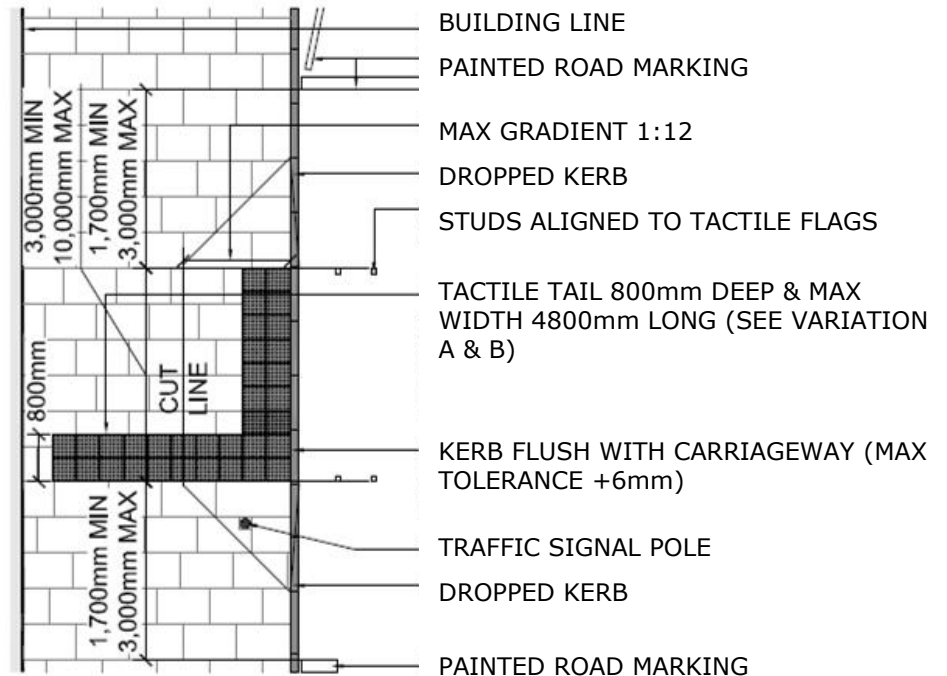 BUILDING LINE
PAINTED ROAD MARKING
MAX GRADIENT 1:12
DROPPED KERB
STUDS ALIGNED TO TACTILE FLAGS
TACTILE TAIL 800mm DEEP & MAX
WIDTH 4800mm LONG (SEE VARIATION
A & B)
KERB FLUSH WITH CARRIAGEWAY (MAX
TOLERANCE +6mm)
TRAFFIC SIGNAL POLE
DROPPED KERB
PAINTED ROAD MARKING
3,000mm MIN
10,000mm MAX
1,700mm MIN
3,000mm MAX
800mm
CUT
LINE
1,700mm MIN
3,000mm MAX